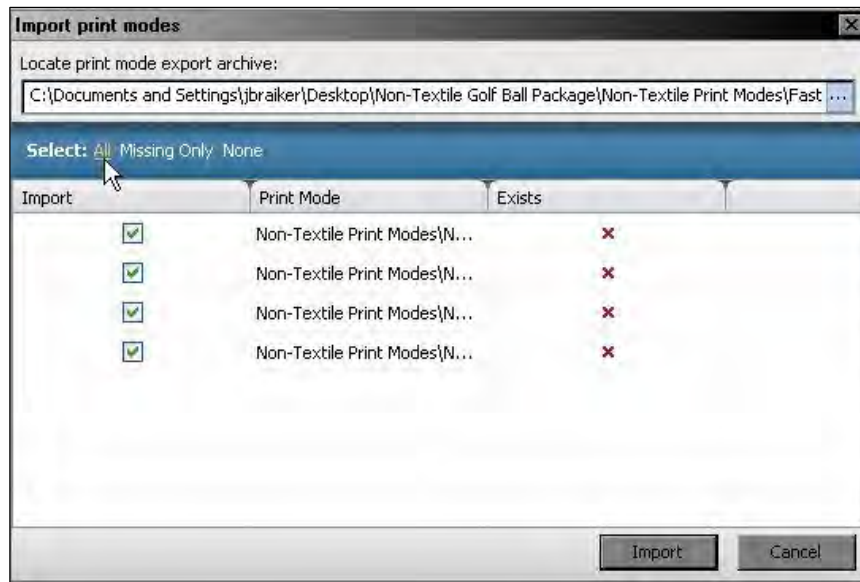 Import print modes
Locate print mode export archive:
C:\Documents and Settings\jbraiker\Desktop\Non-Textile Golf Ball Package\Non-Textile Print Modes\Fast ...
Select: All Missing Only None
Import Print Mode Exists
Non-Textile Print Modes\N...
Non-Textile Print Modes\N...
Non-Textile Print Modes\N...
Non-Textile Print Modes\N...
Import Cancel